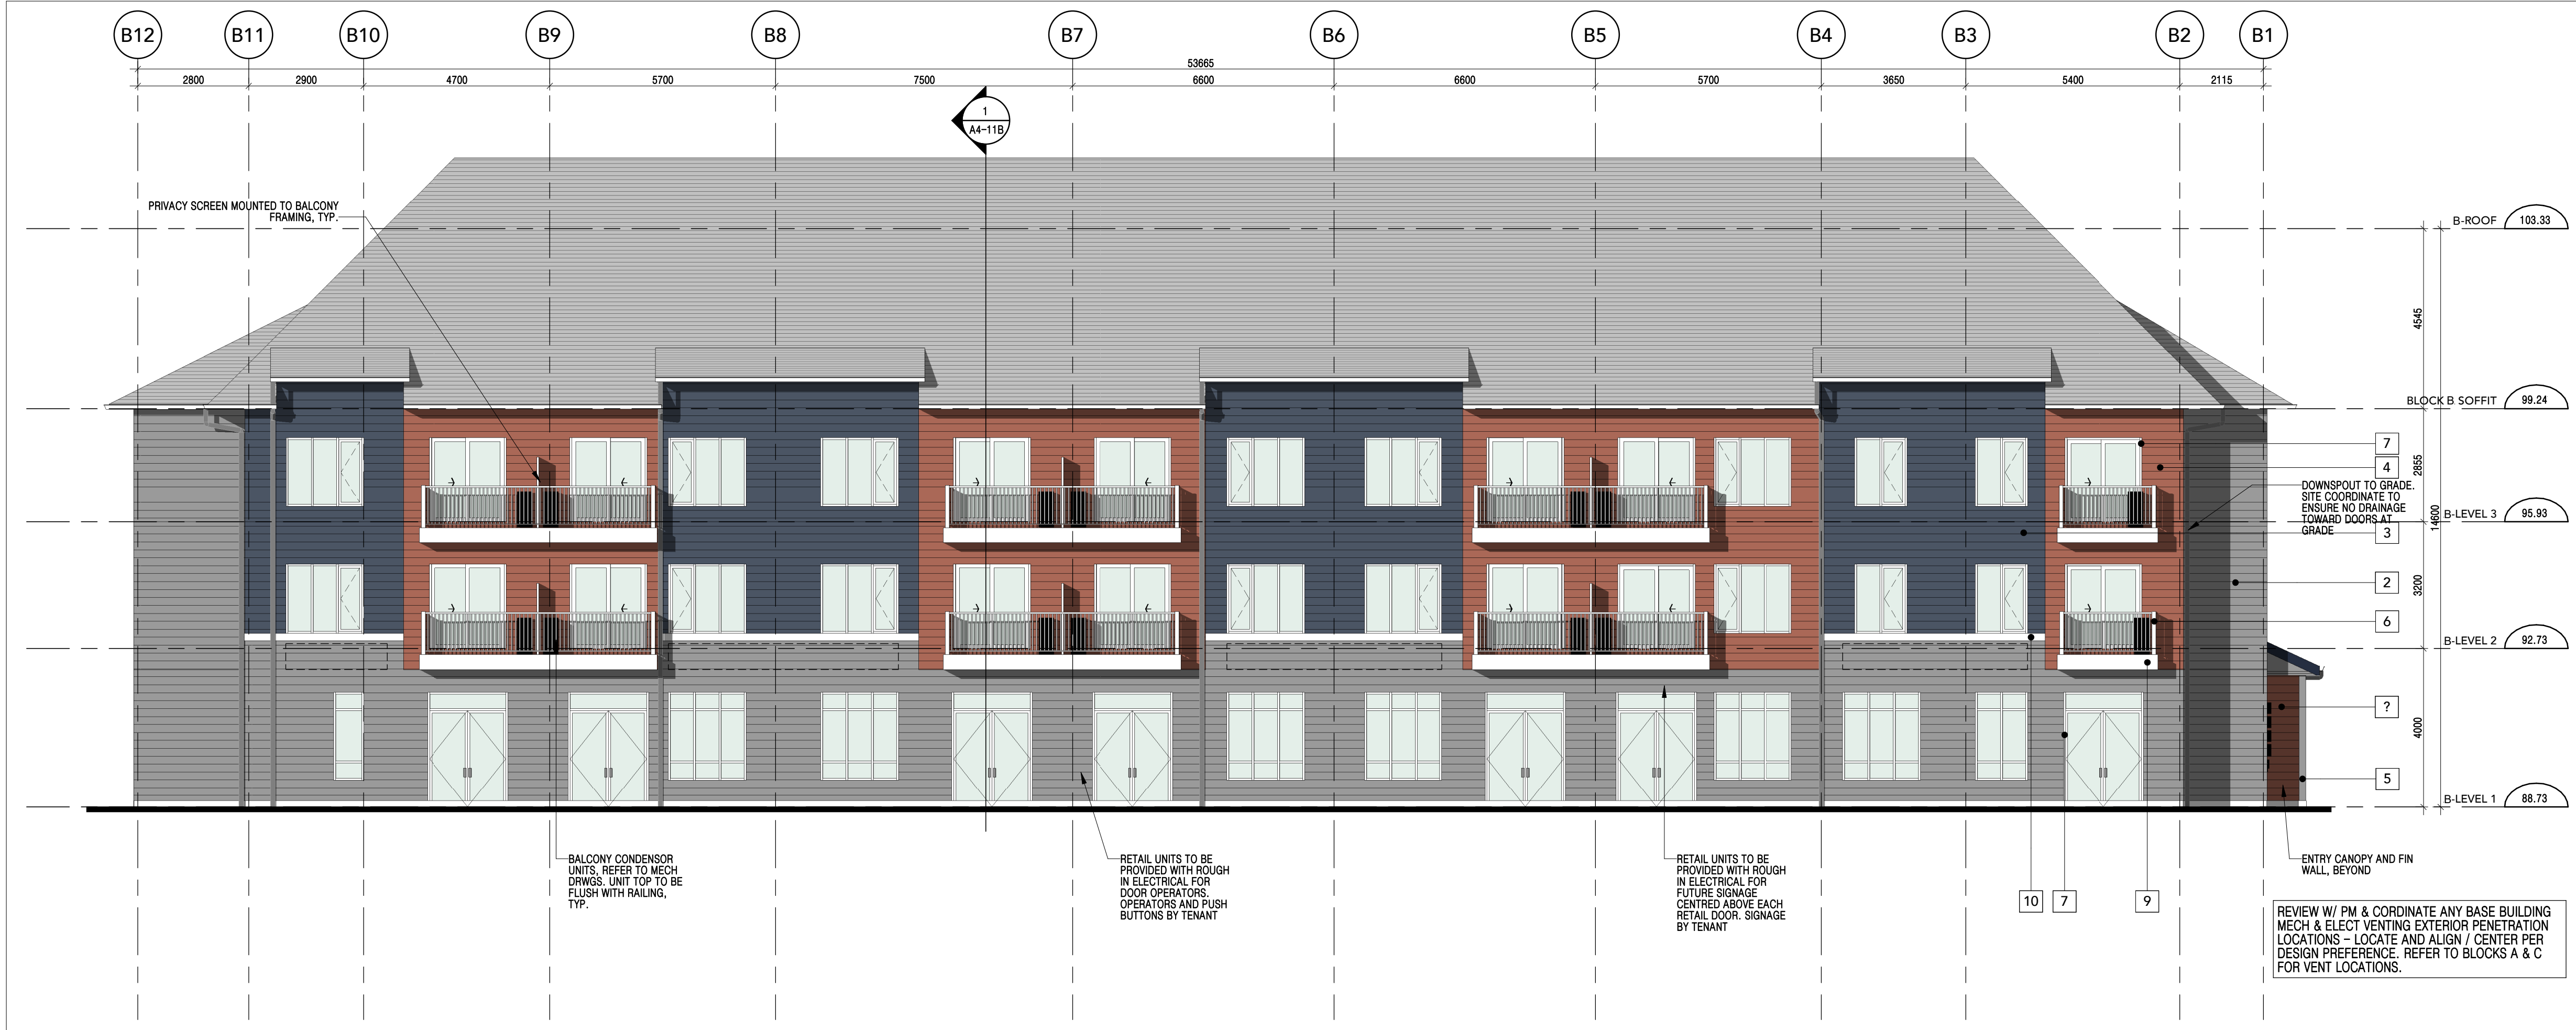 B12
B11
B10
B9
B8
B7
B6
B5
B4
B3
B2
B1
53665
2800
2900
4700
5700
7500
6600
6600
5700
3650
5400
2115
1
A4-11B
PRIVACY SCREEN MOUNTED TO BALCONY
FRAMING, TYP.
B-ROOF
103.33
4545
BLOCK B SOFFIT
99.24
7
4
2855
DOWNSPOUT TO GRADE.
SITE COORDINATE TO
ENSURE NO DRAINAGE
TOWARD DOORS AT
GRADE
B-LEVEL 3
95.93
14600
3
2
3200
6
B-LEVEL 2
92.73
9
?
4000
5
B-LEVEL 1
88.73
BALCONY CONDENSOR
UNITS, REFER TO MECH
DRWGS. UNIT TOP TO BE
FLUSH WITH RAILING,
TYP.
RETAIL UNITS TO BE
PROVIDED WITH ROUGH
IN ELECTRICAL FOR
DOOR OPERATORS.
OPERATORS AND PUSH
BUTTONS BY TENANT
RETAIL UNITS TO BE
PROVIDED WITH ROUGH
IN ELECTRICAL FOR
FUTURE SIGNAGE
CENTRED ABOVE EACH
RETAIL DOOR. SIGNAGE
BY TENANT
ENTRY CANOPY AND FIN
WALL, BEYOND
10
7
REVIEW W/ PM & CORDINATE ANY BASE BUILDING
MECH & ELECT VENTING EXTERIOR PENETRATION
LOCATIONS – LOCATE AND ALIGN / CENTER PER
DESIGN PREFERENCE. REFER TO BLOCKS A & C
FOR VENT LOCATIONS.